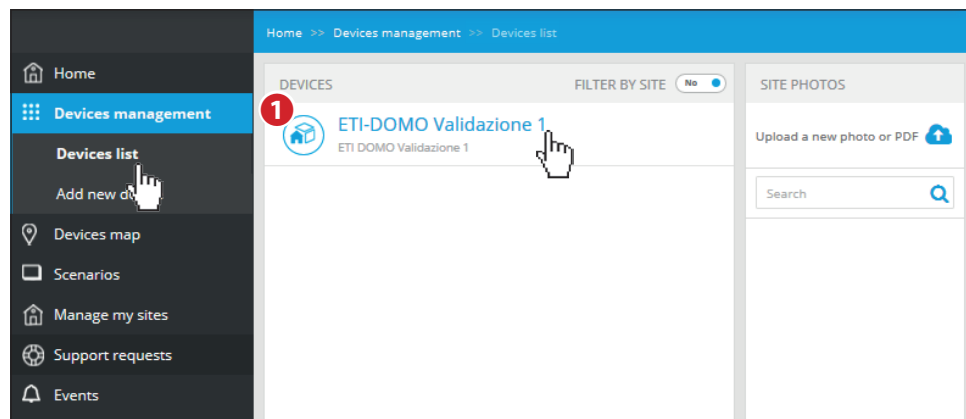 Home >> Devices management >> Devices list
Home
Devices management
Devices list
Add new d
Devices map
Scenarios
Manage my sites
Support requests
Events
DEVICES
FILTER BY SITE No
1
ETI-DOMO Validazione 1
ETI DOMO Validazione 1
SITE PHOTOS
Upload a new photo or PDF
Search